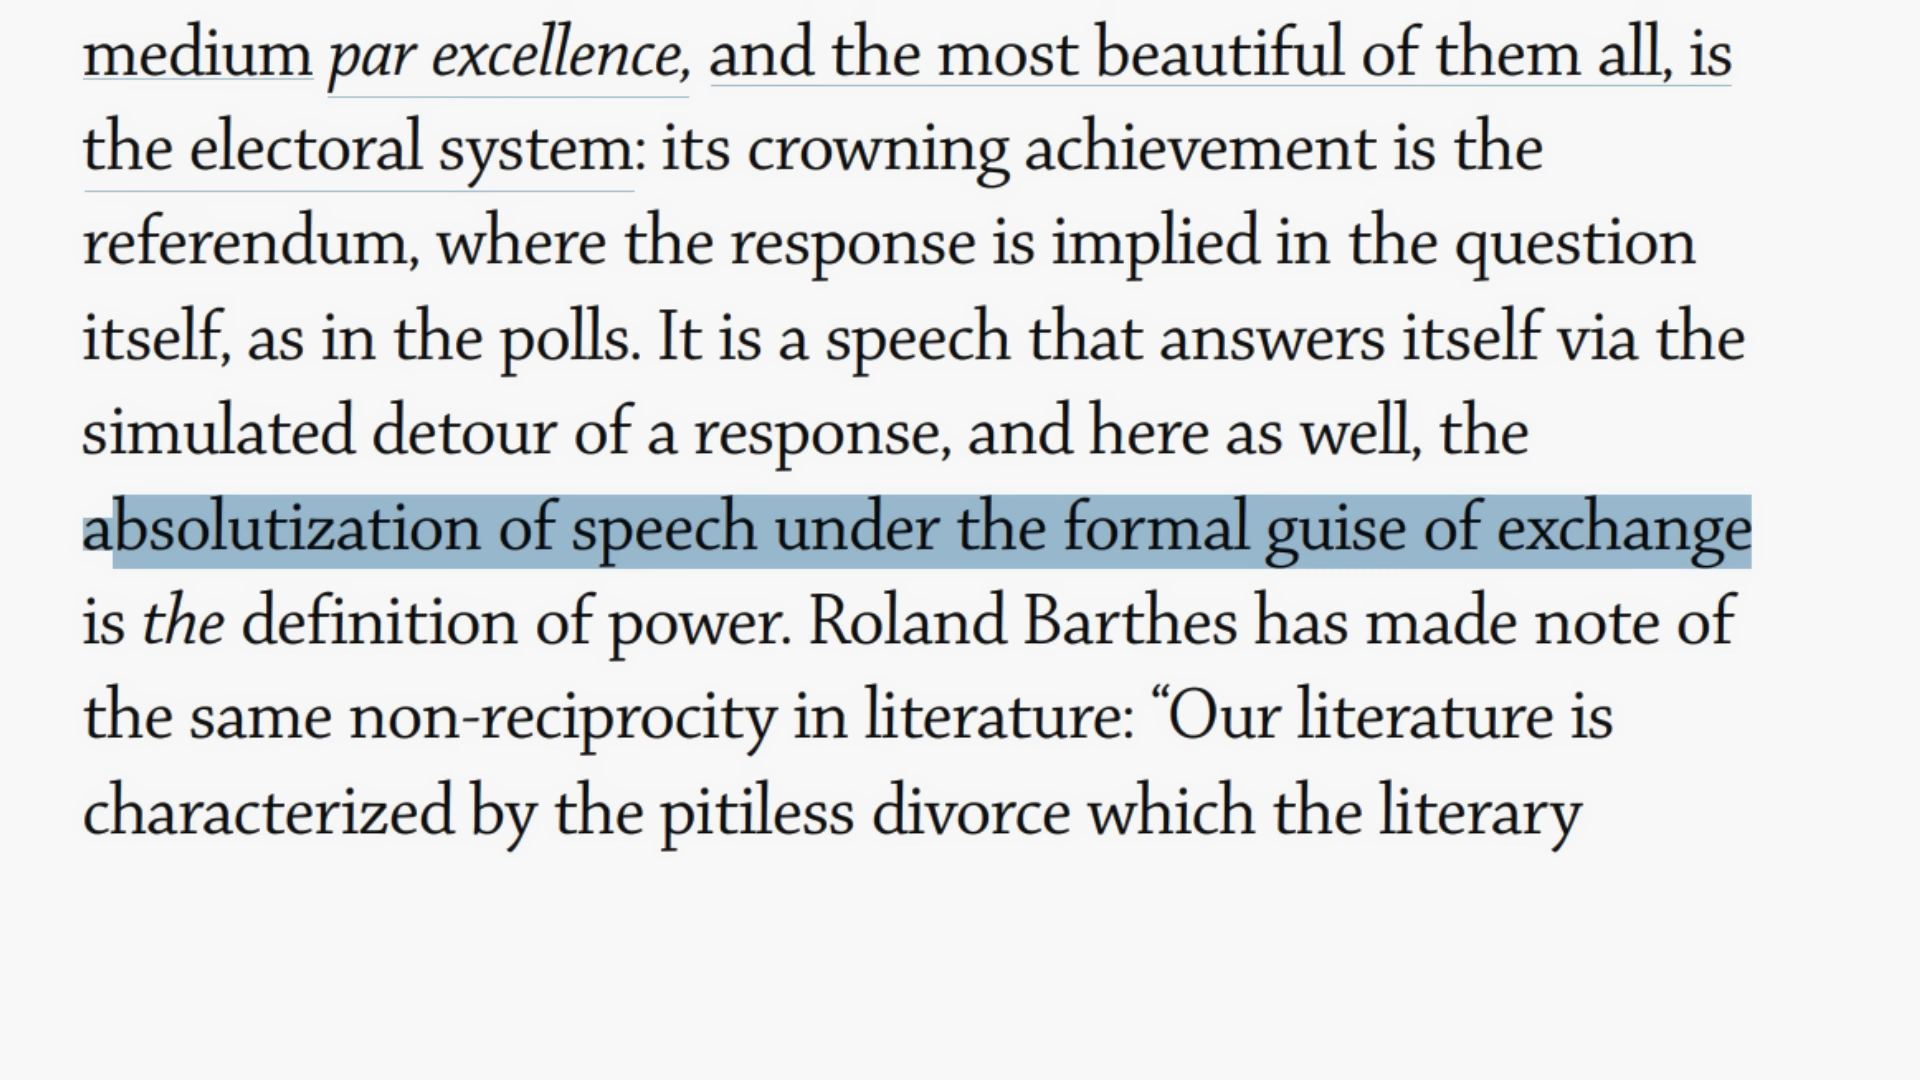 medium par excellence, and the most beautiful of them all, is
the electoral system: its crowning achievement is the
referendum, where the response is implied in the question
itself, as in the polls. It is a speech that answers itself via the
simulated detour of a response, and here as well, the
absolutization of speech under the formal guise of exchange
is the definition of power. Roland Barthes has made note of
the same non-reciprocity in literature: “Our literature is
characterized by the pitiless divorce which the literary